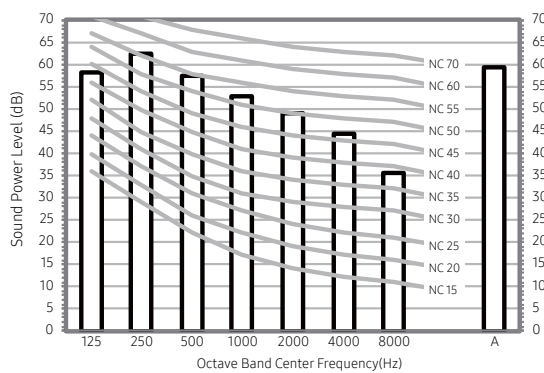 Sound Power Level (dB)
70
65
60
55
50
45
40
35
30
25
20
15
10
5
0
NC 70
NC 60
NC 55
NC 50
NC 45
NC 40
NC 35
NC 30
NC 25
NC 20
NC 15
70
65
60
55
50
45
40
35
30
25
20
15
10
5
0
125 250 500 1000 2000 4000 8000 A
Octave Band Center Frequency(Hz)